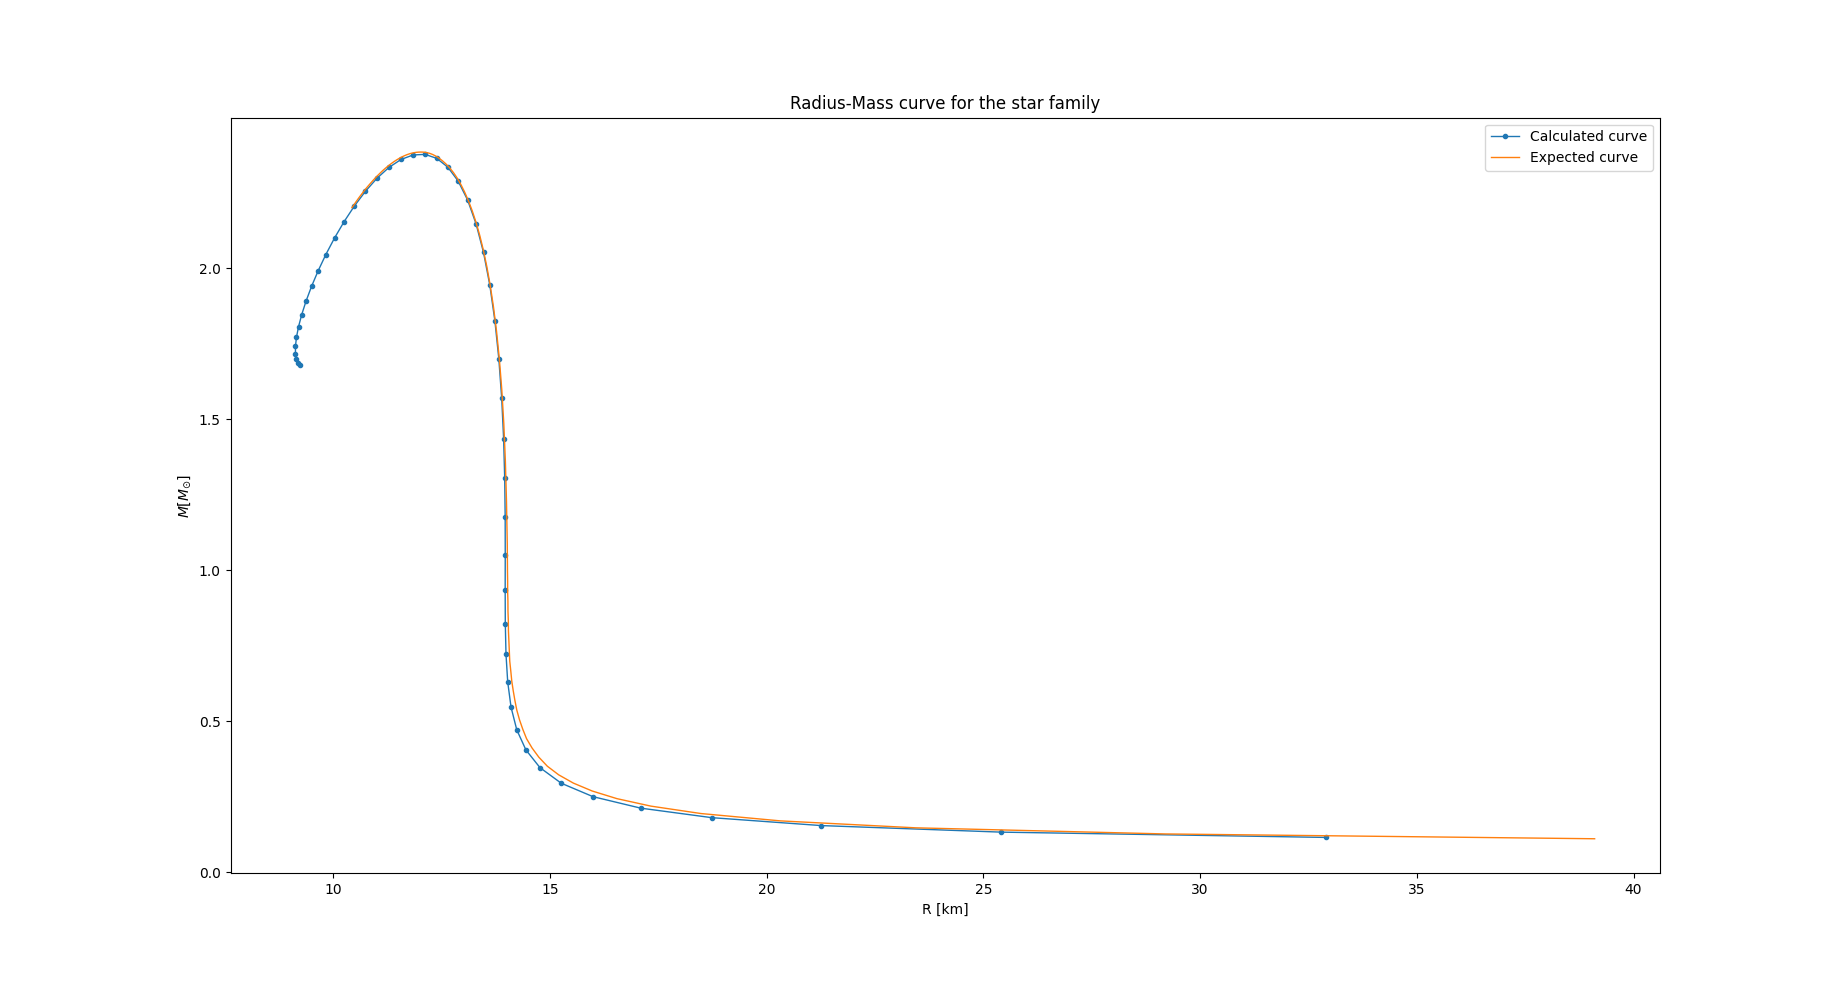 Radius-Mass curve for the star family
Calculated curve
Expected curve
2.0
1.5
1.0
0.5
0.0
M[M⊙]
10 15 20 25 30 35 40
R [km]